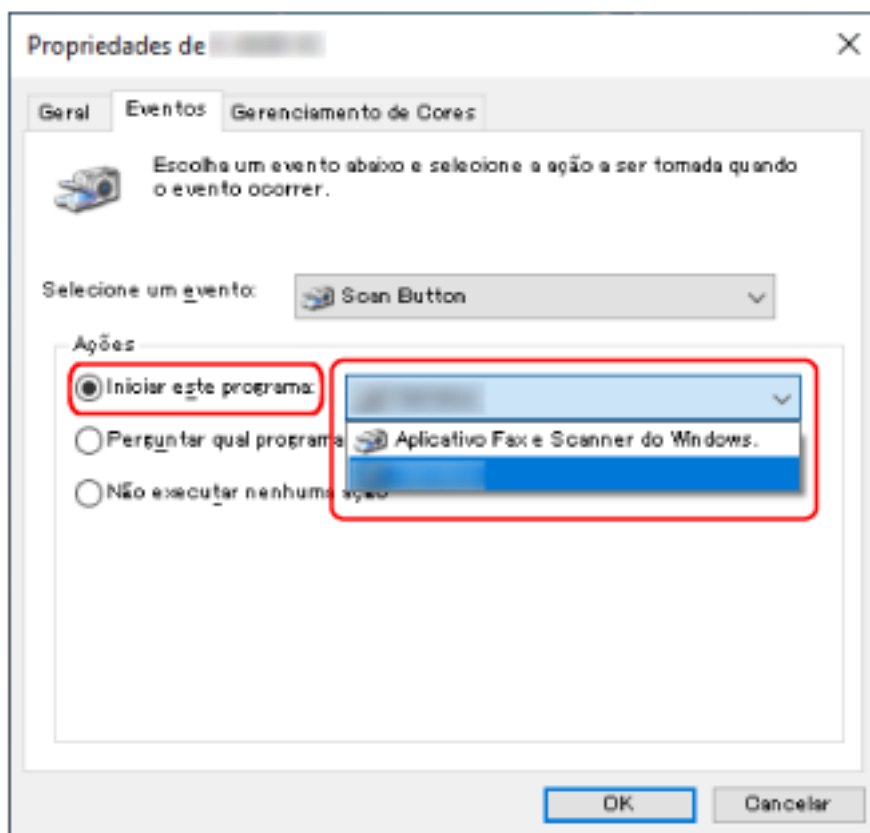 Propriedades de
Geral Eventos Gerenciamento de Cores
Escolha um evento abaixo e selecione a ação a ser tomada quando
o evento ocorrer.
Selecione um evento: Scan Button
Ações
Iniciar este programa:
Perguntar qual programa Aplicativo Fax e Scanner do Windows.
Não executar nenhuma ação
OK Cancelar